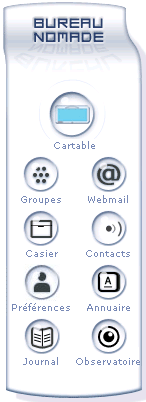 BUREAU
NOMADE
Cartable
Groupes Webmail
@
Casier Contacts
Préférences Annuaire
A
Journal Observatoire